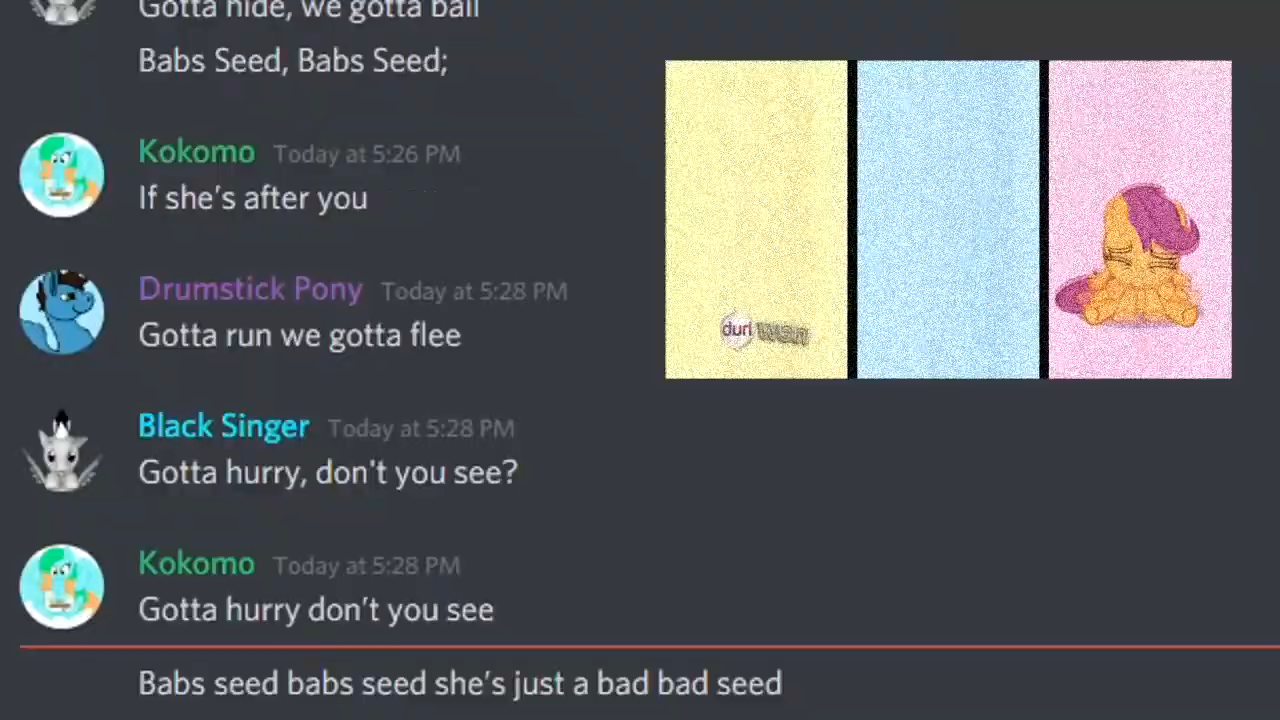 Gotta hide, we gotta bail
Babs Seed, Babs Seed;
Kokomo Today at 5:26 PM
If she's after you
Drumstick Pony Today at 5:28 PM
Gotta run we gotta flee
Black Singer Today at 5:28 PM
Gotta hurry, don't you see?
Kokomo Today at 5:28 PM
Gotta hurry don't you see
Babs seed babs seed she's just a bad bad seed